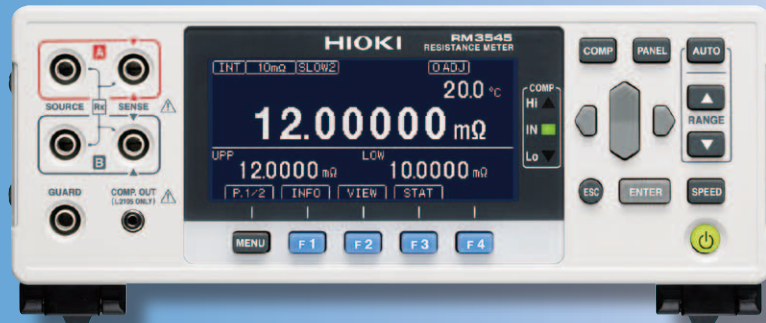 HIOKI
RM3545
RESISTANCE METER
A
SOURCE Rx SENSE
B
GUARD
COMP. OUT
(L2105 ONLY)
INT 10mΩ SLOW2 0 ADJ
20.0 °C
12.00000 mΩ
UPP LOW
12.0000 mΩ 10.0000 mΩ
P.1/2 INFO VIEW STAT
COMP
Hi
IN
Lo
MENU F1 F2 F3 F4
COMP PANEL AUTO
RANGE
ESC ENTER SPEED